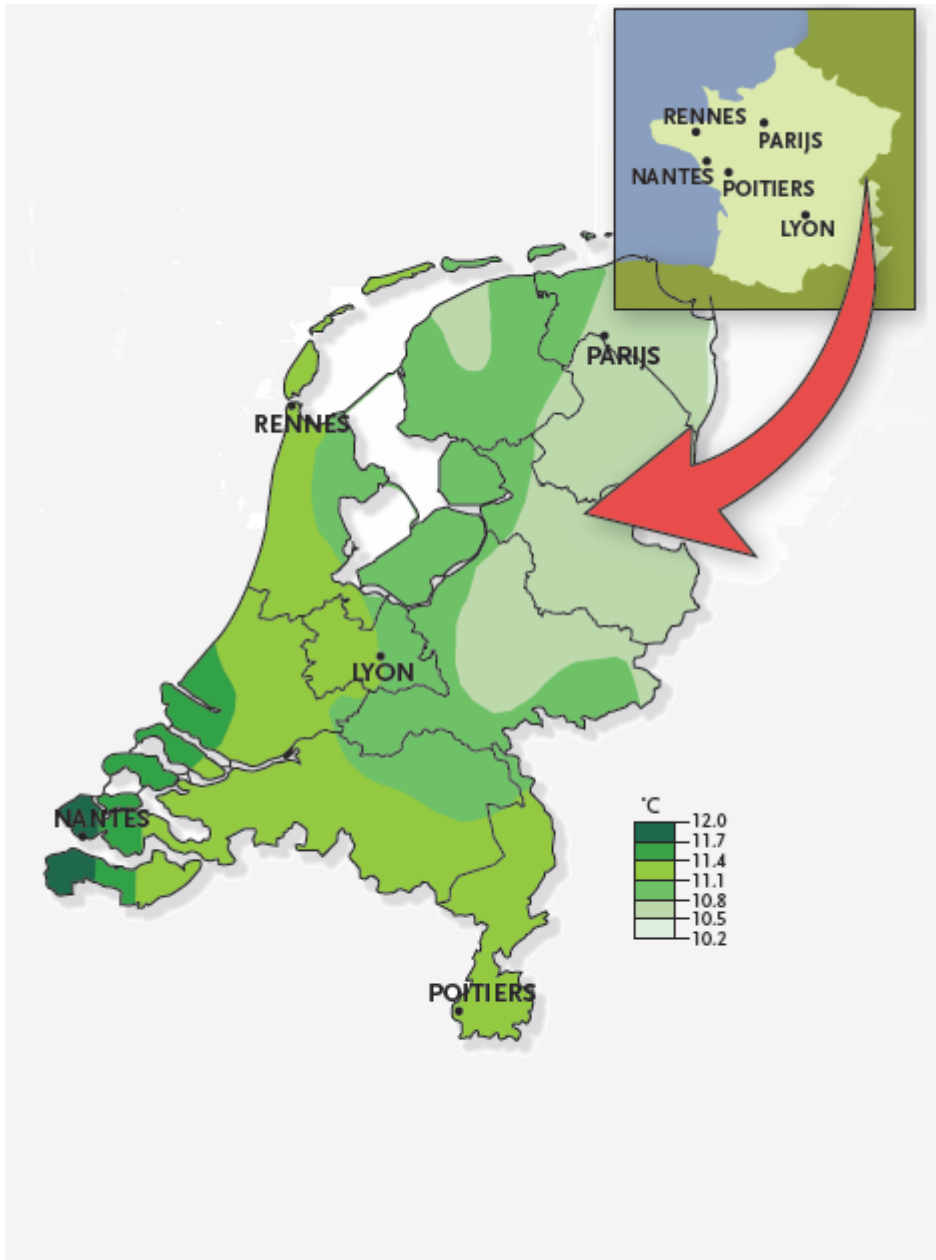 RENNES
PARIJS
NANTES
POITIERS
LYON
PARIJS
RENNES
LYON
NANTES
°C
12.0
11.7
11.4
11.1
10.8
10.5
10.2
POITIERS